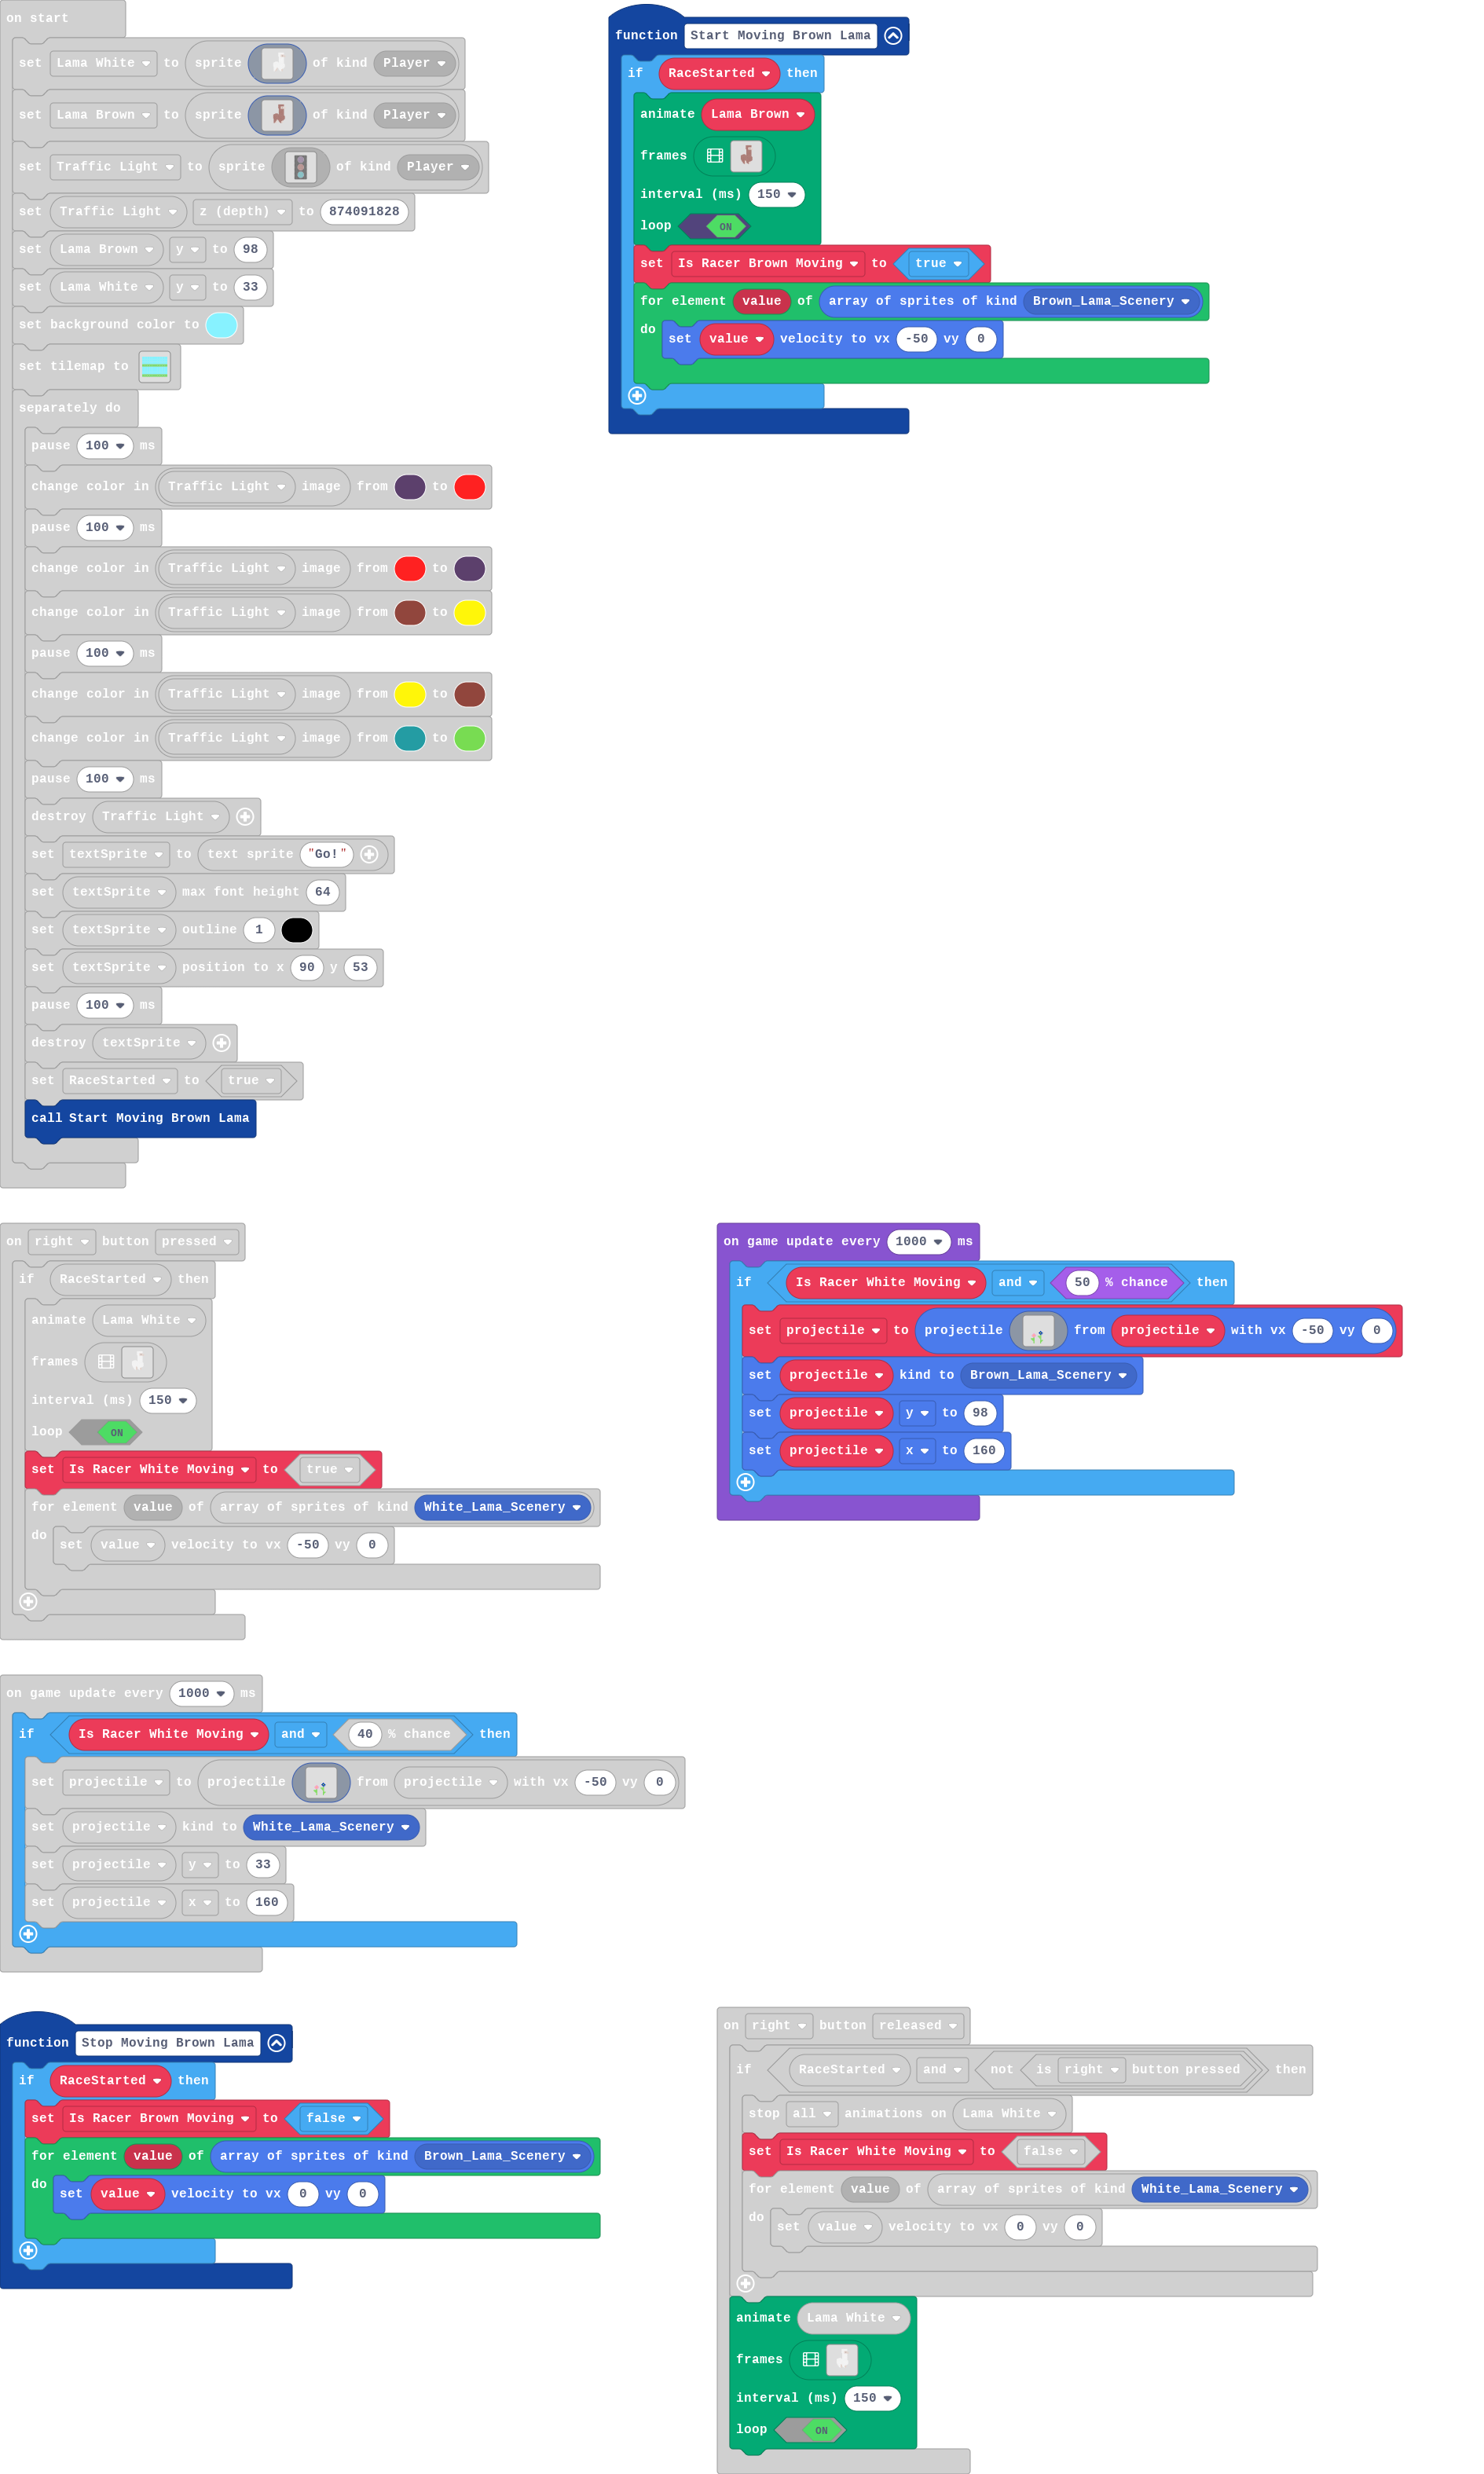 on start
set Lama White to sprite of kind Player
set Lama Brown to sprite of kind Player
set Traffic Light to sprite of kind Player
set Traffic Light z (depth) to 874091828
set Lama Brown y to 98
set Lama White y to 33
set background color to
set tilemap to
separately do
pause 100 ms
change color in Traffic Light image from to
pause 100 ms
change color in Traffic Light image from to
change color in Traffic Light image from to
pause 100 ms
change color in Traffic Light image from to
change color in Traffic Light image from to
pause 100 ms
destroy Traffic Light
set textSprite to text sprite "Go!"
set textSprite max font height 64
set textSprite outline 1
set textSprite position to x 90 y 53
pause 100 ms
destroy textSprite
set RaceStarted to true
call Start Moving Brown Lama
function Start Moving Brown Lama
if RaceStarted then
animate Lama Brown
frames
interval (ms) 150
loop ON
set Is Racer Brown Moving to true
for element value of array of sprites of kind Brown_Lama_Scenery
do set value velocity to vx -50 vy 0
on right button pressed
if RaceStarted then
animate Lama White
frames
interval (ms) 150
loop ON
set Is Racer White Moving to true
for element value of array of sprites of kind White_Lama_Scenery
do set value velocity to vx -50 vy 0
on game update every 1000 ms
if Is Racer White Moving and 50 % chance then
set projectile to projectile from projectile with vx -50 vy 0
set projectile kind to Brown_Lama_Scenery
set projectile y to 98
set projectile x to 160
on game update every 1000 ms
if Is Racer White Moving and 40 % chance then
set projectile to projectile from projectile with vx -50 vy 0
set projectile kind to White_Lama_Scenery
set projectile y to 33
set projectile x to 160
function Stop Moving Brown Lama
if RaceStarted then
set Is Racer Brown Moving to false
for element value of array of sprites of kind Brown_Lama_Scenery
do set value velocity to vx 0 vy 0
on right button released
if RaceStarted and not is right button pressed then
stop all animations on Lama White
set Is Racer White Moving to false
for element value of array of sprites of kind White_Lama_Scenery
do set value velocity to vx 0 vy 0
animate Lama White
frames
interval (ms) 150
loop ON